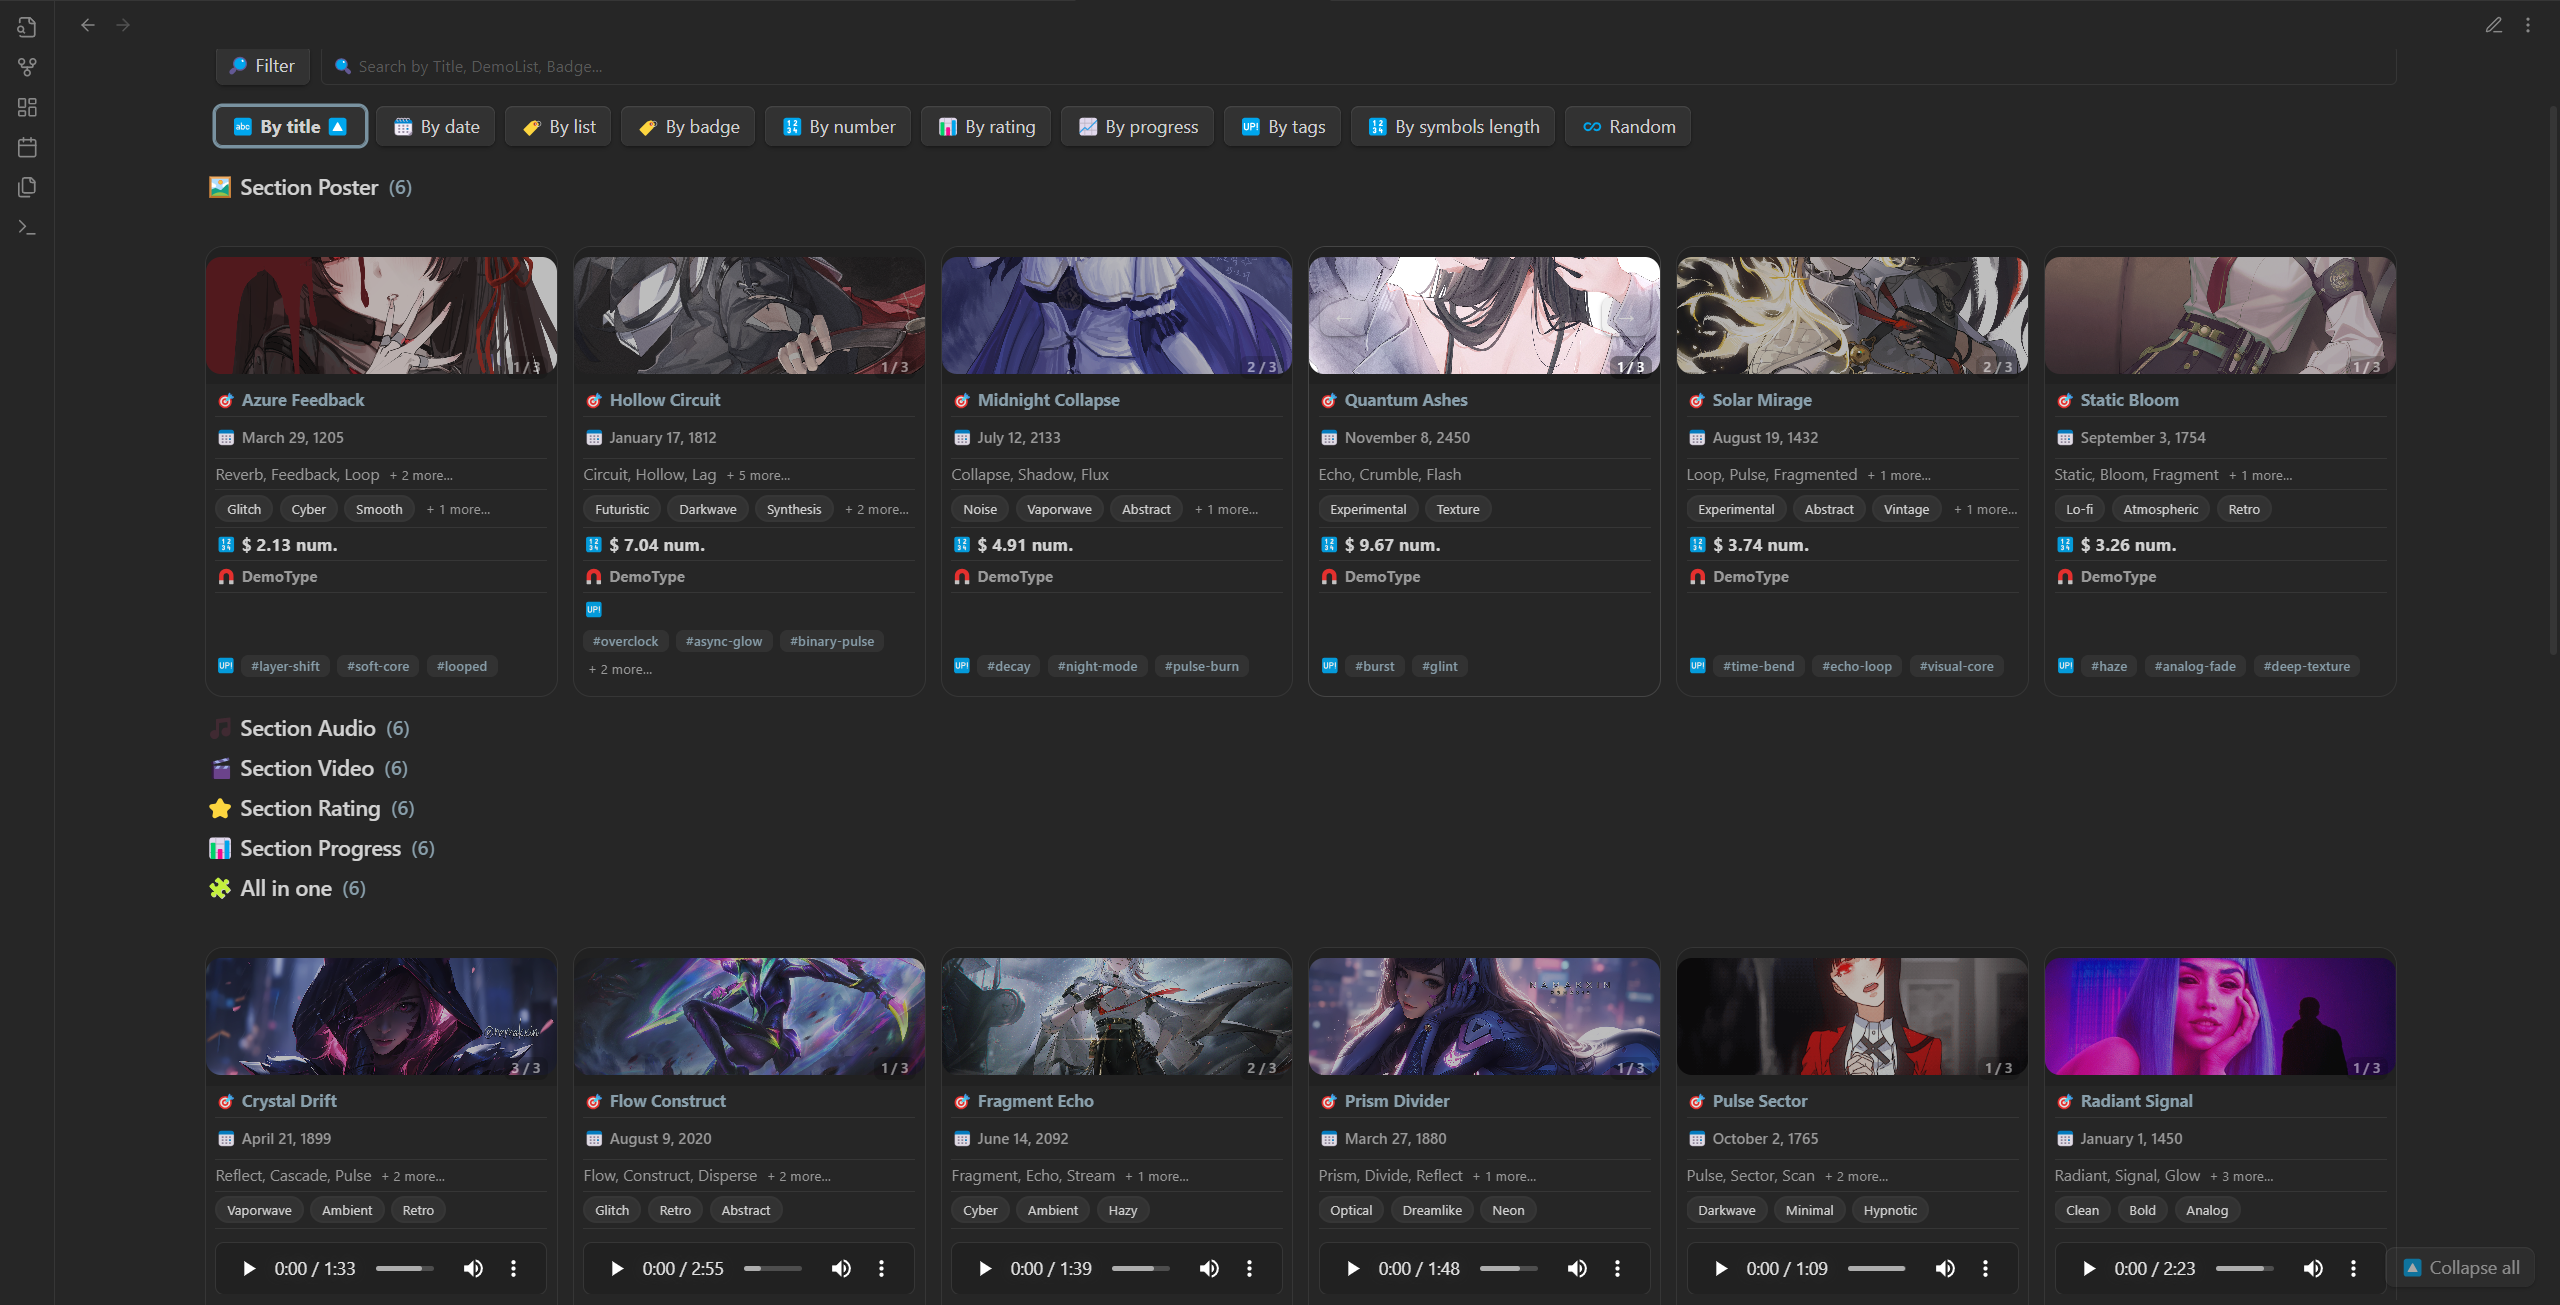 Filter
Search by Title, DemoList, Badge...
By title
By date
By list
By badge
By number
By rating
By progress
By tags
By symbols length
Random
Section Poster (6)
1 / 3
1 / 3
2 / 3
1 / 3
2 / 3
1 / 3
Azure Feedback
Hollow Circuit
Midnight Collapse
Quantum Ashes
Solar Mirage
Static Bloom
March 29, 1205
January 17, 1812
July 12, 2133
November 8, 2450
August 19, 1432
September 3, 1754
Reverb, Feedback, Loop + 2 more...
Circuit, Hollow, Lag + 5 more...
Collapse, Shadow, Flux
Echo, Crumble, Flash
Loop, Pulse, Fragmented + 1 more...
Static, Bloom, Fragment + 1 more...
Glitch Cyber Smooth + 1 more...
Futuristic Darkwave Synthesis + 2 more...
Noise Vaporwave Abstract + 1 more...
Experimental Texture
Experimental Abstract Vintage + 1 more...
Lo-fi Atmospheric Retro
$ 2.13 num.
$ 7.04 num.
$ 4.91 num.
$ 9.67 num.
$ 3.74 num.
$ 3.26 num.
DemoType
DemoType
DemoType
DemoType
DemoType
DemoType
#overclock #async-glow #binary-pulse
+ 2 more...
#layer-shift #soft-core #looped
#decay #night-mode #pulse-burn
#burst #glint
#time-bend #echo-loop #visual-core
#haze #analog-fade #deep-texture
Section Audio (6)
Section Video (6)
Section Rating (6)
Section Progress (6)
All in one (6)
3 / 3
1 / 3
2 / 3
1 / 3
1 / 3
1 / 3
Crystal Drift
Flow Construct
Fragment Echo
Prism Divider
Pulse Sector
Radiant Signal
April 21, 1899
August 9, 2020
June 14, 2092
March 27, 1880
October 2, 1765
January 1, 1450
Reflect, Cascade, Pulse + 2 more...
Flow, Construct, Disperse + 2 more...
Fragment, Echo, Stream + 1 more...
Prism, Divide, Reflect + 1 more...
Pulse, Sector, Scan + 2 more...
Radiant, Signal, Glow + 3 more...
Vaporwave Ambient Retro
Glitch Retro Abstract
Cyber Ambient Hazy
Optical Dreamlike Neon
Darkwave Minimal Hypnotic
Clean Bold Analog
0:00 / 1:33
0:00 / 2:55
0:00 / 1:39
0:00 / 1:48
0:00 / 1:09
0:00 / 2:23
Collapse all